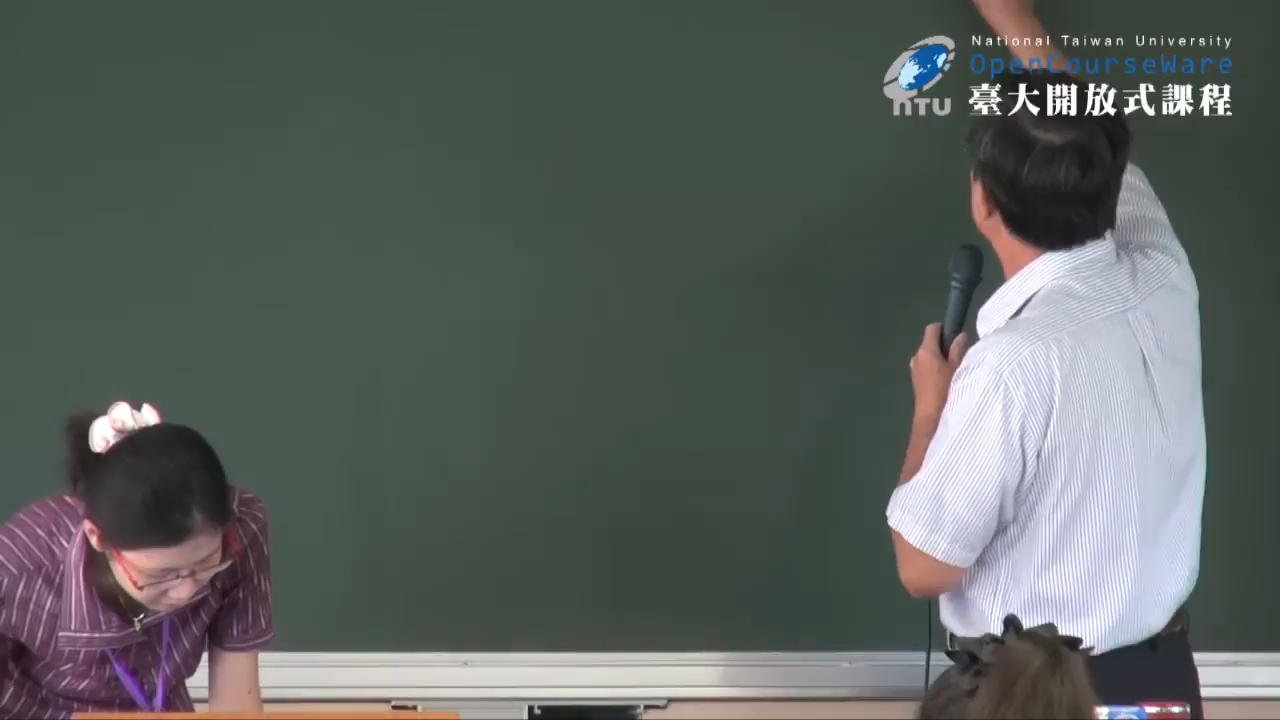 National Taiwan University
OpenCourseWare
臺大開放式課程
NTU